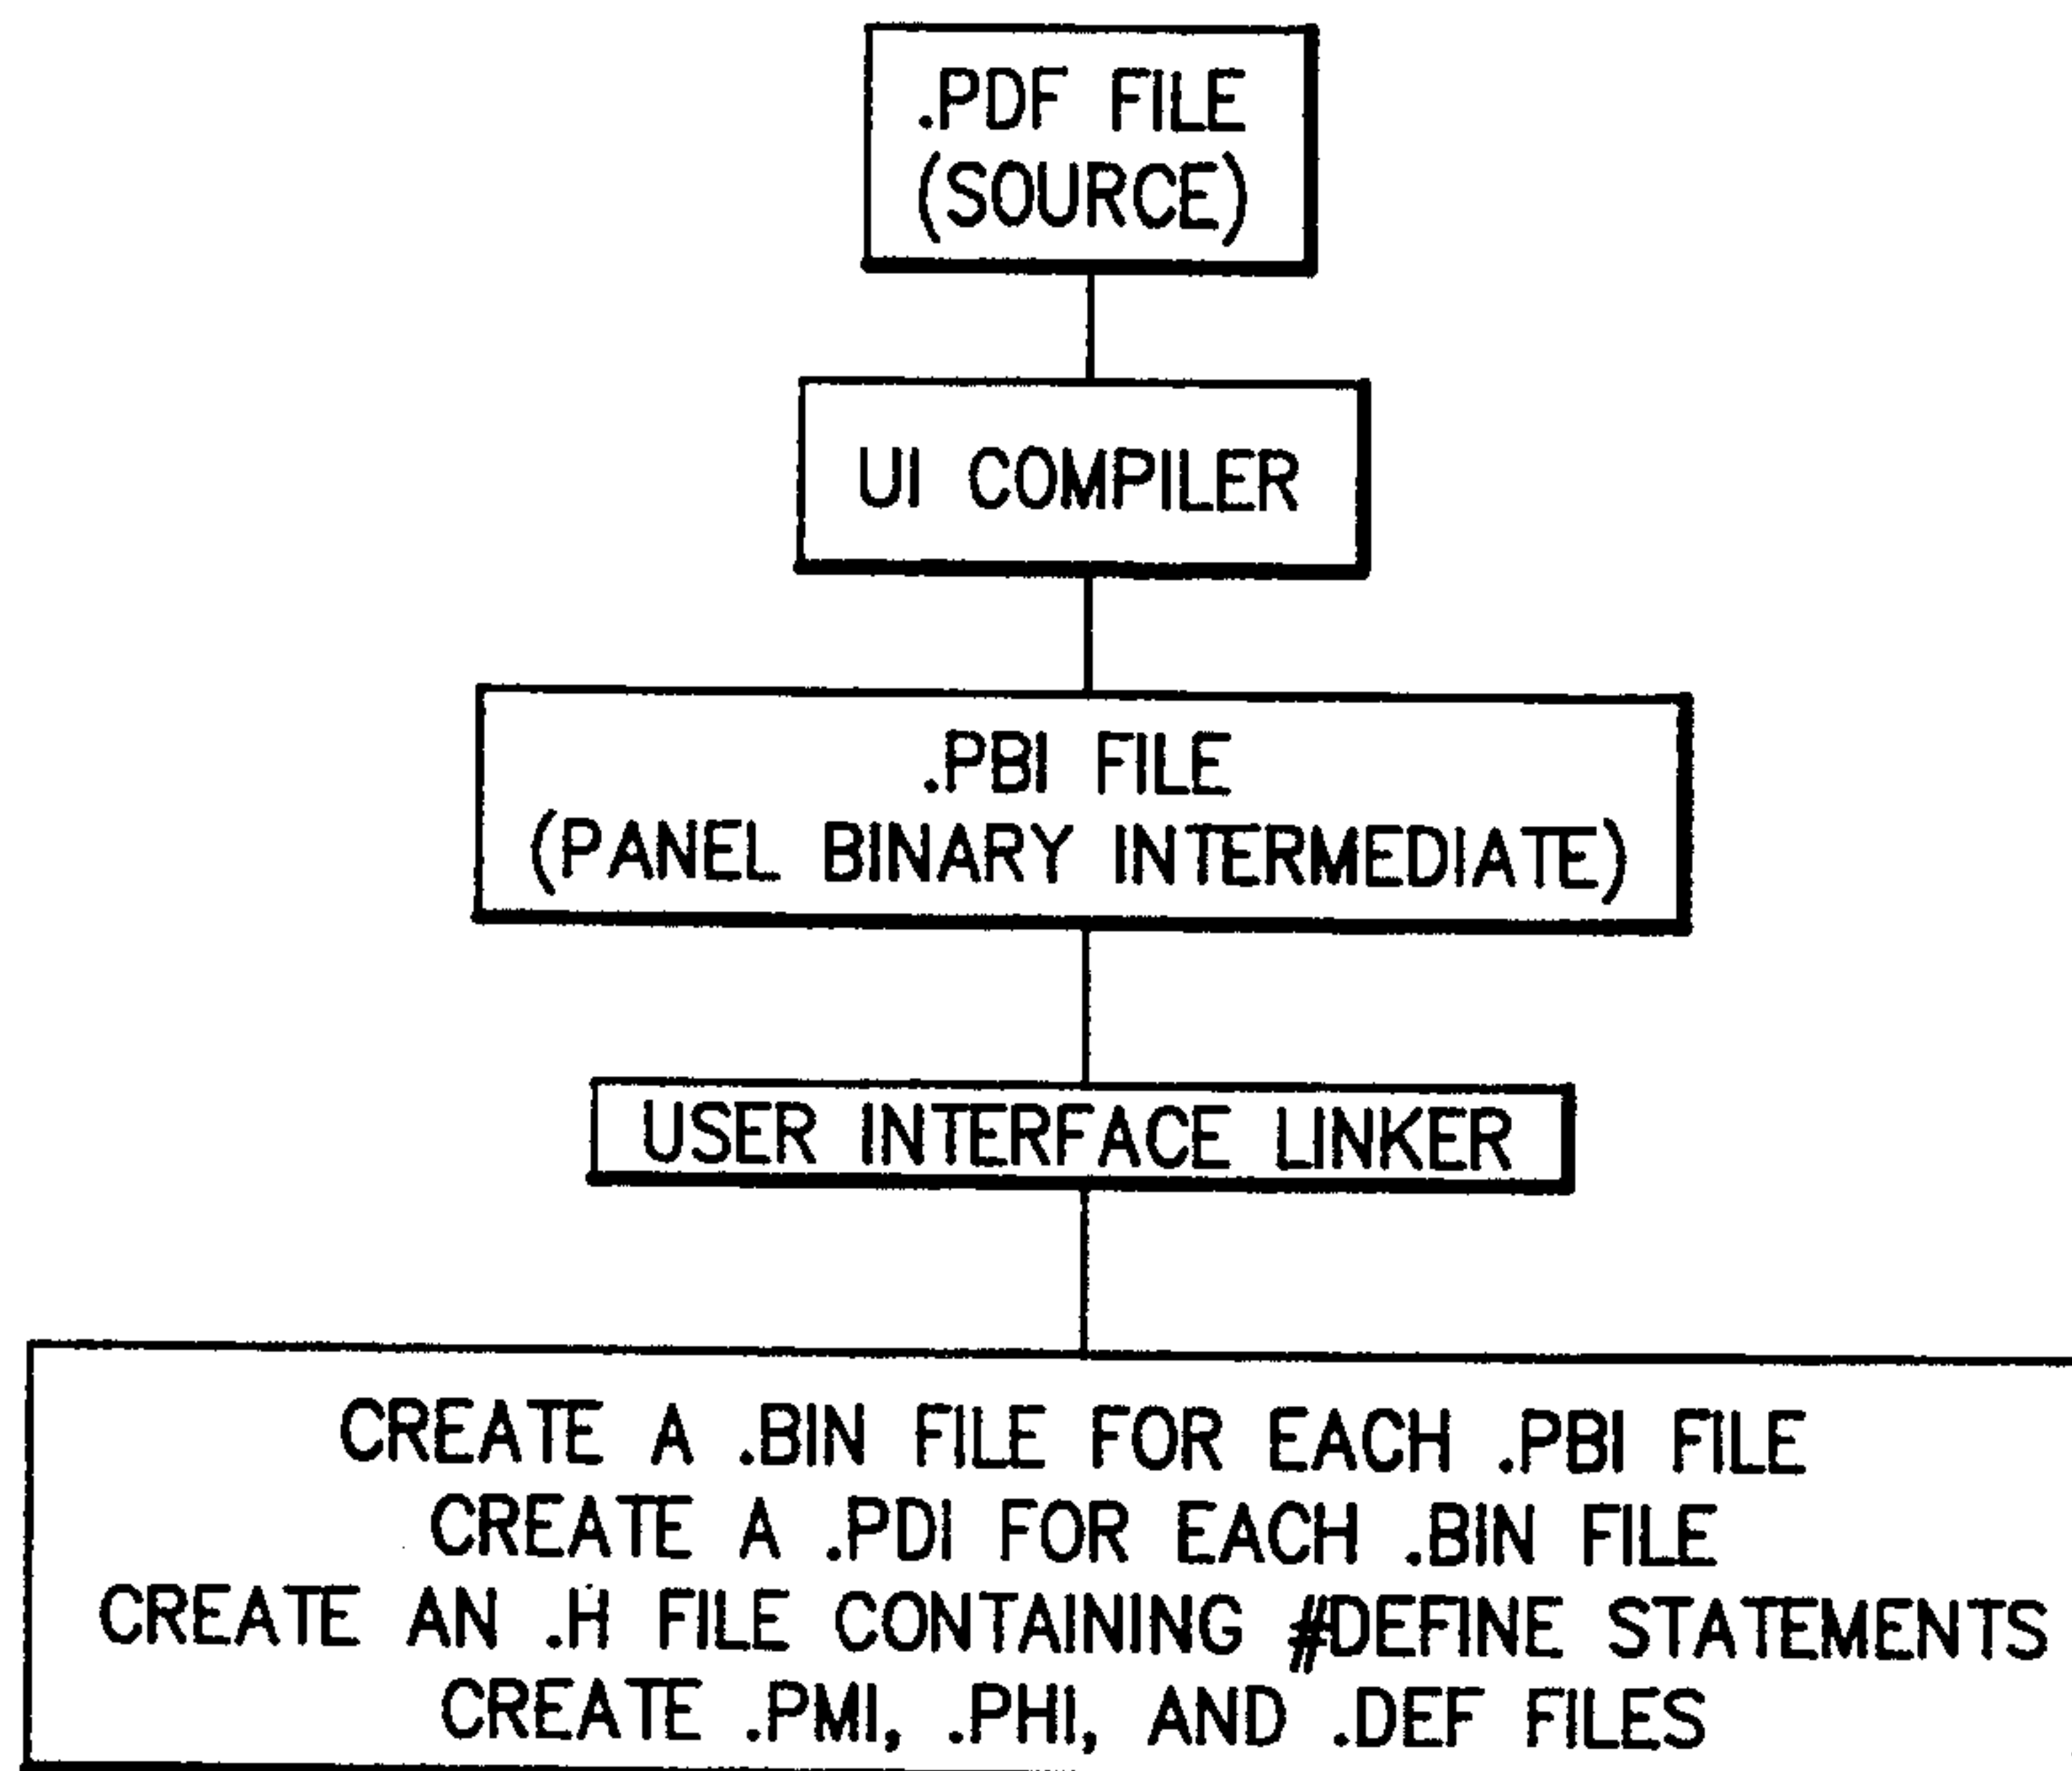 .PDF FILE
(SOURCE)
UI COMPILER
.PBI FILE
(PANEL BINARY INTERMEDIATE)
USER INTERFACE LINKER
CREATE A .BIN FILE FOR EACH .PBI FILE
CREATE A .PDI FOR EACH .BIN FILE
CREATE AN .H FILE CONTAINING #DEFINE STATEMENTS
CREATE .PMI, .PHI, AND .DEF FILES